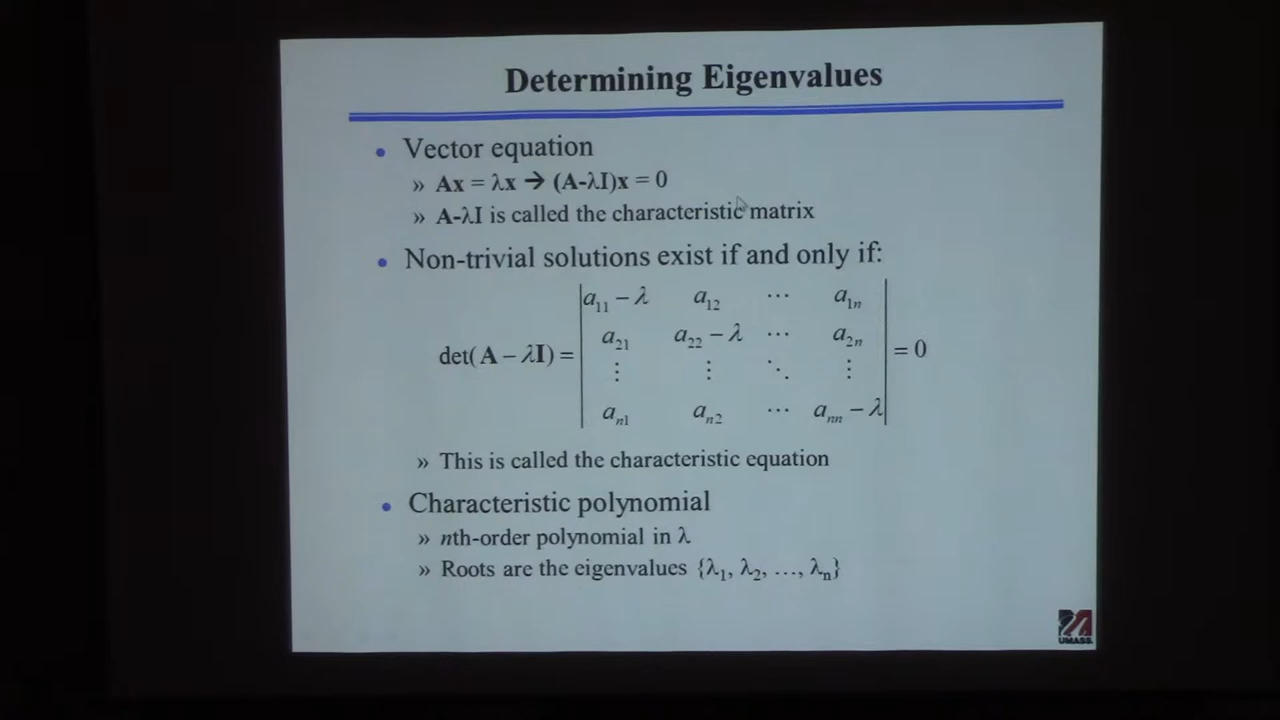 Determining Eigenvalues
• Vector equation
» Ax = λx → (A-λI)x = 0
» A-λI is called the characteristic matrix
• Non-trivial solutions exist if and only if:
det(A − λI) = | a₁₁ − λ a₁₂ ⋯ a₁ₙ |
| a₂₁ a₂₂ − λ ⋯ a₂ₙ | = 0
| ⋮ ⋮ ⋱ ⋮ |
| aₙ₁ aₙ₂ ⋯ aₙₙ − λ |
» This is called the characteristic equation
• Characteristic polynomial
» nth-order polynomial in λ
» Roots are the eigenvalues {λ₁, λ₂, …, λₙ}
UMASS